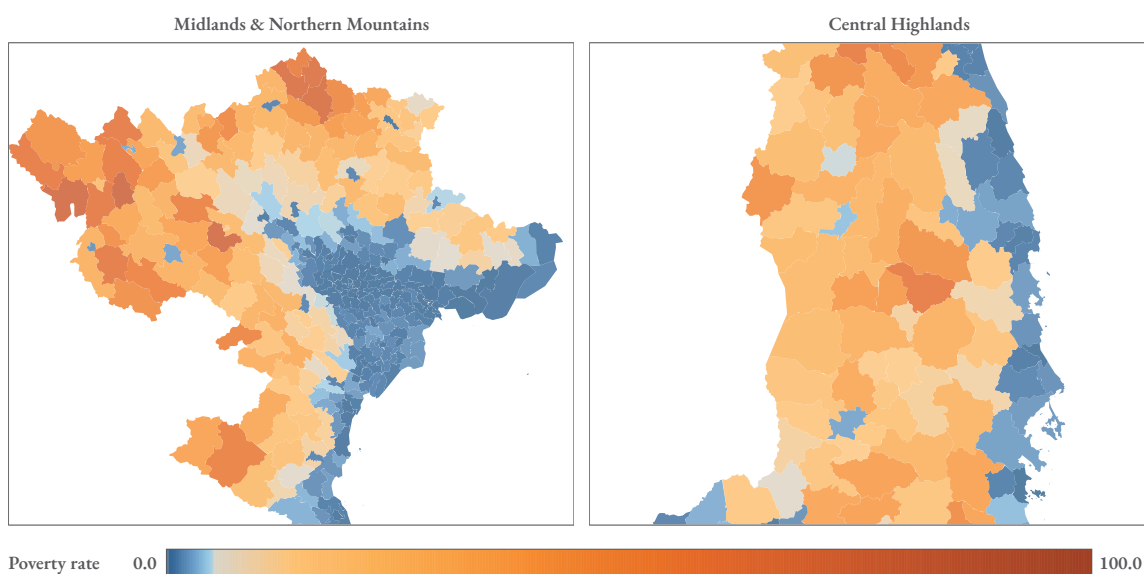 Midlands & Northern Mountains
Central Highlands
Poverty rate 0.0 100.0